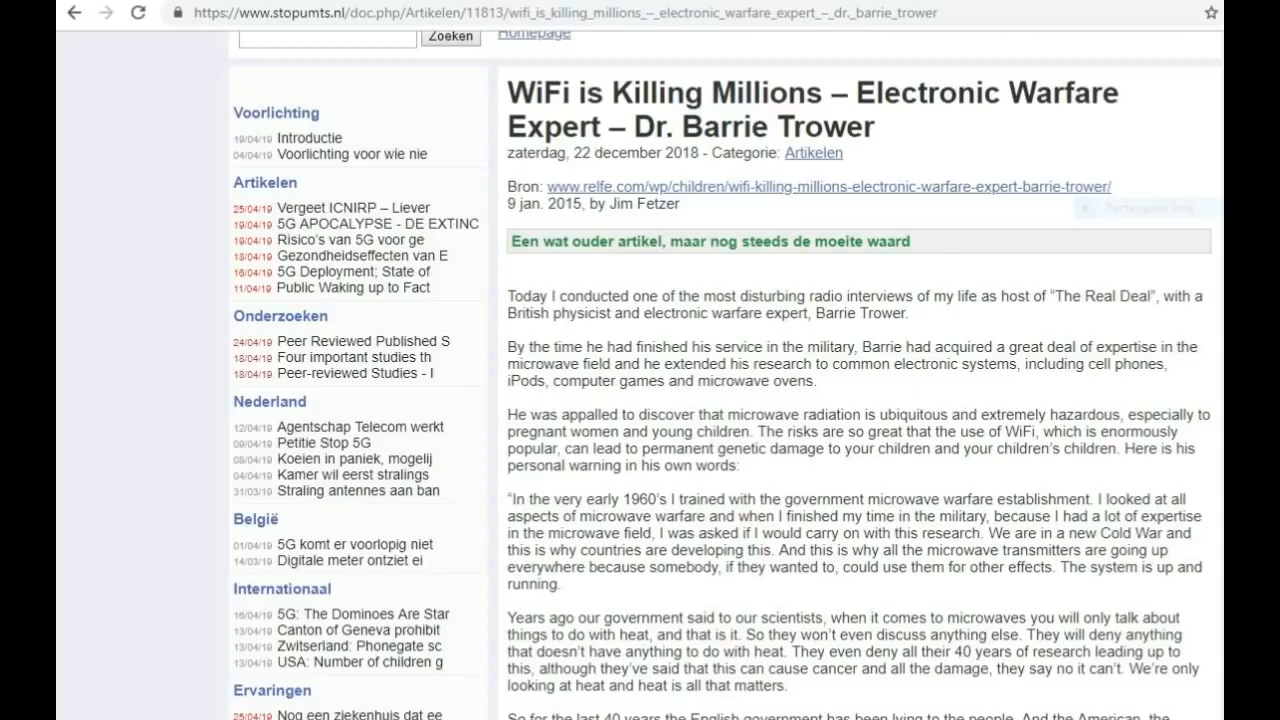 https://www.stopumts.nl/doc.php/Artikelen/11813/wifi_is_killing_millions_–_electronic_warfare_expert_–_dr._barrie_trower
Zoeken
Homepage
Voorlichting
19/04/19 Introductie
04/04/19 Voorlichting voor wie nie
Artikelen
25/04/19 Vergeet ICNIRP – Liever
19/04/19 5G APOCALYPSE - DE EXTINC
19/04/19 Risico's van 5G voor ge
18/04/19 Gezondheidseffecten van E
16/04/19 5G Deployment; State of
11/04/19 Public Waking up to Fact
Onderzoeken
24/04/19 Peer Reviewed Published S
18/04/19 Four important studies th
18/04/19 Peer-reviewed Studies - I
Nederland
12/04/19 Agentschap Telecom werkt
09/04/19 Petitie Stop 5G
08/04/19 Koeien in paniek, mogelij
04/04/19 Kamer wil eerst stralings
31/03/19 Straling antennes aan ban
België
01/04/19 5G komt er voorlopig niet
14/03/19 Digitale meter ontziet ei
Internationaal
16/04/19 5G: The Dominoes Are Star
13/04/19 Canton of Geneva prohibit
13/04/19 Zwitserland: Phonegate sc
13/04/19 USA: Number of children g
Ervaringen
25/04/19 Nog een ziekenhuis dat ee
WiFi is Killing Millions – Electronic Warfare
Expert – Dr. Barrie Trower
zaterdag, 22 december 2018 - Categorie: Artikelen
Bron: www.relfe.com/wp/children/wifi-killing-millions-electronic-warfare-expert-barrie-trower/
9 jan. 2015, by Jim Fetzer
Een wat ouder artikel, maar nog steeds de moeite waard
Today I conducted one of the most disturbing radio interviews of my life as host of “The Real Deal”, with a
British physicist and electronic warfare expert, Barrie Trower.
By the time he had finished his service in the military, Barrie had acquired a great deal of expertise in the
microwave field and he extended his research to common electronic systems, including cell phones,
iPods, computer games and microwave ovens.
He was appalled to discover that microwave radiation is ubiquitous and extremely hazardous, especially to
pregnant women and young children. The risks are so great that the use of WiFi, which is enormously
popular, can lead to permanent genetic damage to your children and your children's children. Here is his
personal warning in his own words:
“In the very early 1960's I trained with the government microwave warfare establishment. I looked at all
aspects of microwave warfare and when I finished my time in the military, because I had a lot of expertise
in the microwave field, I was asked if I would carry on with this research. We are in a new Cold War and
this is why countries are developing this. And this is why all the microwave transmitters are going up
everywhere because somebody, if they wanted to, could use them for other effects. The system is up and
running.
Years ago our government said to our scientists, when it comes to microwaves you will only talk about
things to do with heat, and that is it. So they won't even discuss anything else. They will deny anything
that doesn't have anything to do with heat. They even deny all their 40 years of research leading up to
this, although they've said that this can cause cancer and all the damage, they say no it can't. We're only
looking at heat and heat is all that matters.
So for the last 40 years the English government has been lying to the people. And the American, the